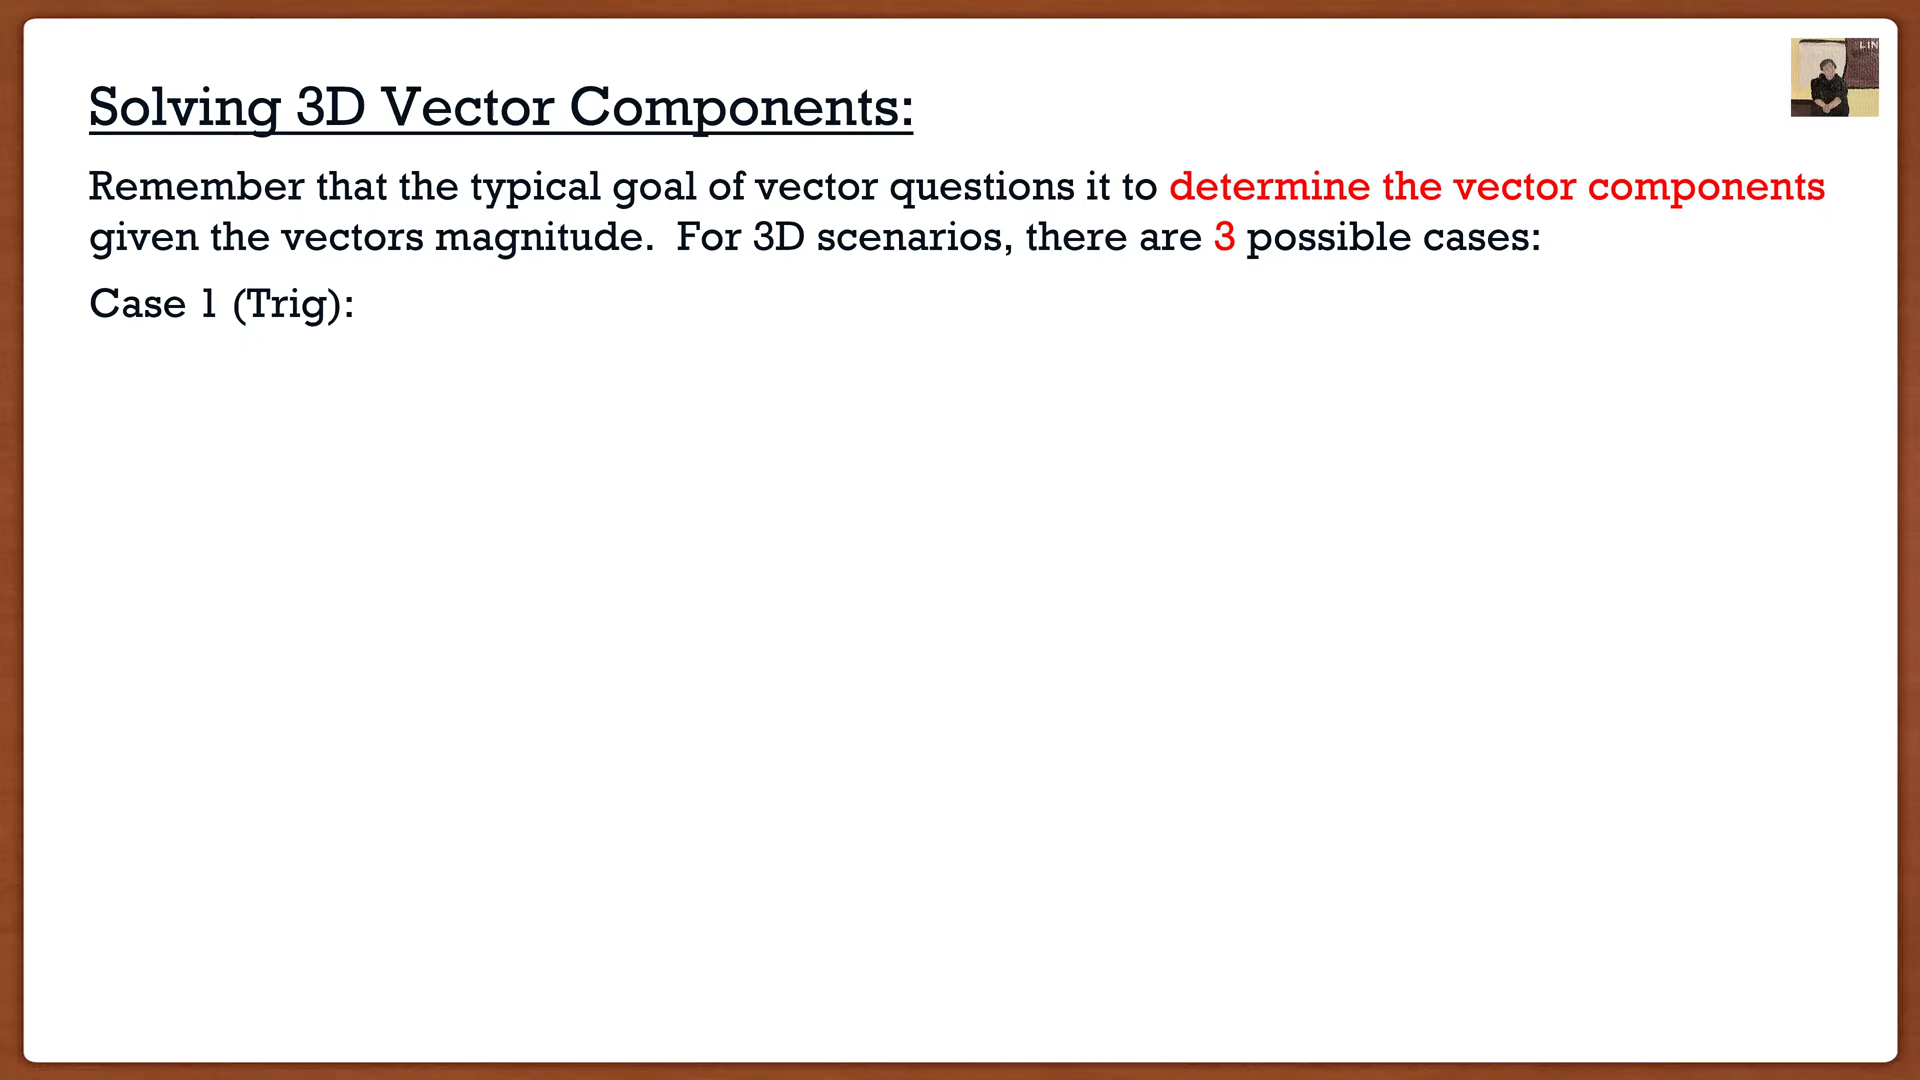 Solving 3D Vector Components:
LIN
Remember that the typical goal of vector questions it to determine the vector components
given the vectors magnitude.  For 3D scenarios, there are 3 possible cases:
Case 1 (Trig):